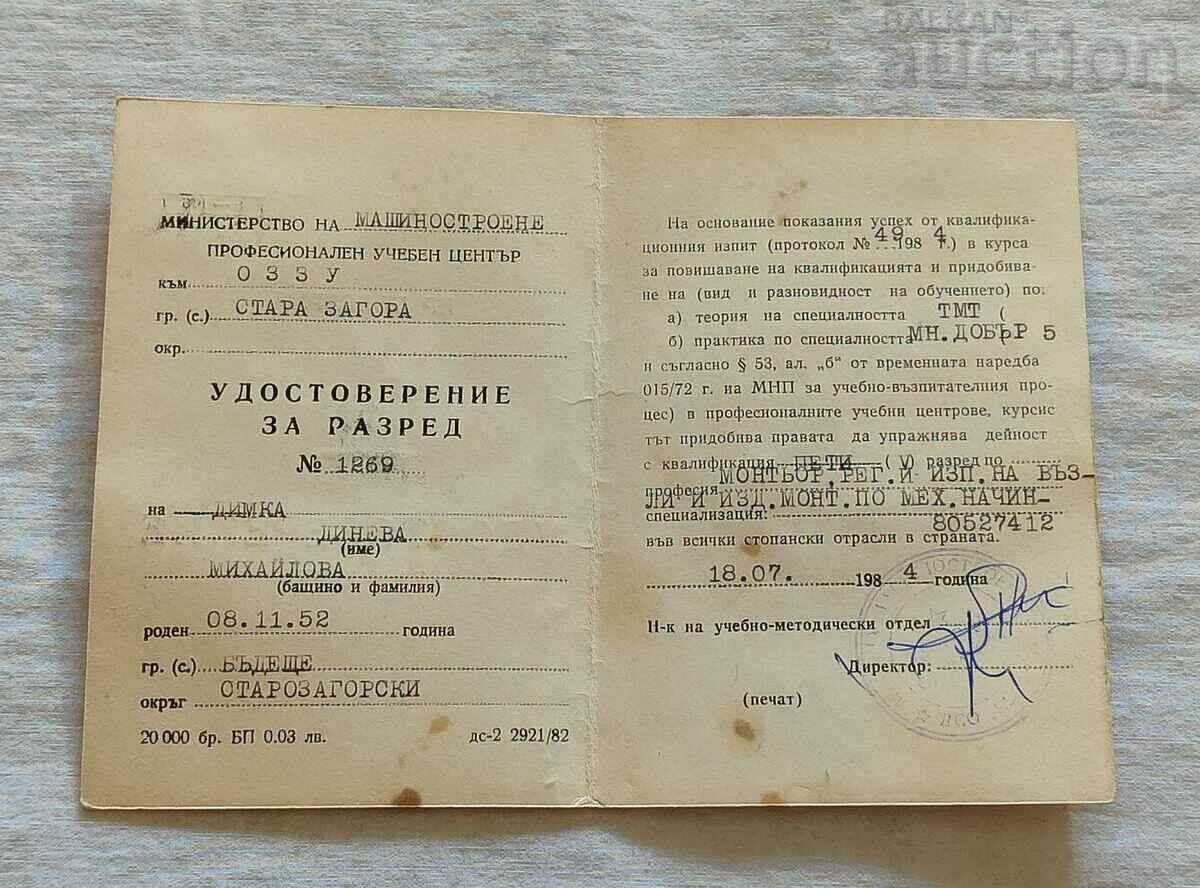 BALKAN
auction
МИНИСТЕРСТВО НА МАШИНОСТРОЕНЕ
ПРОФЕСИОНАЛЕН УЧЕБЕН ЦЕНТЪР
към О З З У
гр. (с.) СТАРА ЗАГОРА
окр.
УДОСТОВЕРЕНИЕ
ЗА РАЗРЕД
№ 1269
на ДИМКА
ДИНЕВА
(име)
МИХАЙЛОВА
(бащино и фамилия)
роден 08.11.52 година
гр. (с.) БЪДЕЩЕ
окръг СТАРОЗАГОРСКИ
20 000 бр. БП 0.03 лв. дс-2 2921/82
На основание показания успех от квалифика-
ционния изпит (протокол № 49 1984 г.) в курса
за повишаване на квалификацията и придобива-
не на (вид и разновидност на обучението) по:
а) теория на специалността ТМТ (
б) практика по специалността МН.ДОБЪР 5
и съгласно § 53, ал. „б“ от временната наредба
015/72 г. на МНП за учебно-възпитателния про-
цес) в професионалните учебни центрове, курсис
тът придобива правата да упражнява дейност
с квалификация ПЕТИ (V) разред по
професия МОНТЬОР,РЕГ.И ИЗП.НА ВЪЗ-
ЛИ И ИЗД.МОНТ.ПО МЕХ.НАЧИН-
специализация: 80527412
във всички стопански отрасли в страната.
18.07. 1984 година
Н-к на учебно-методически отдел
Директор:
(печат)